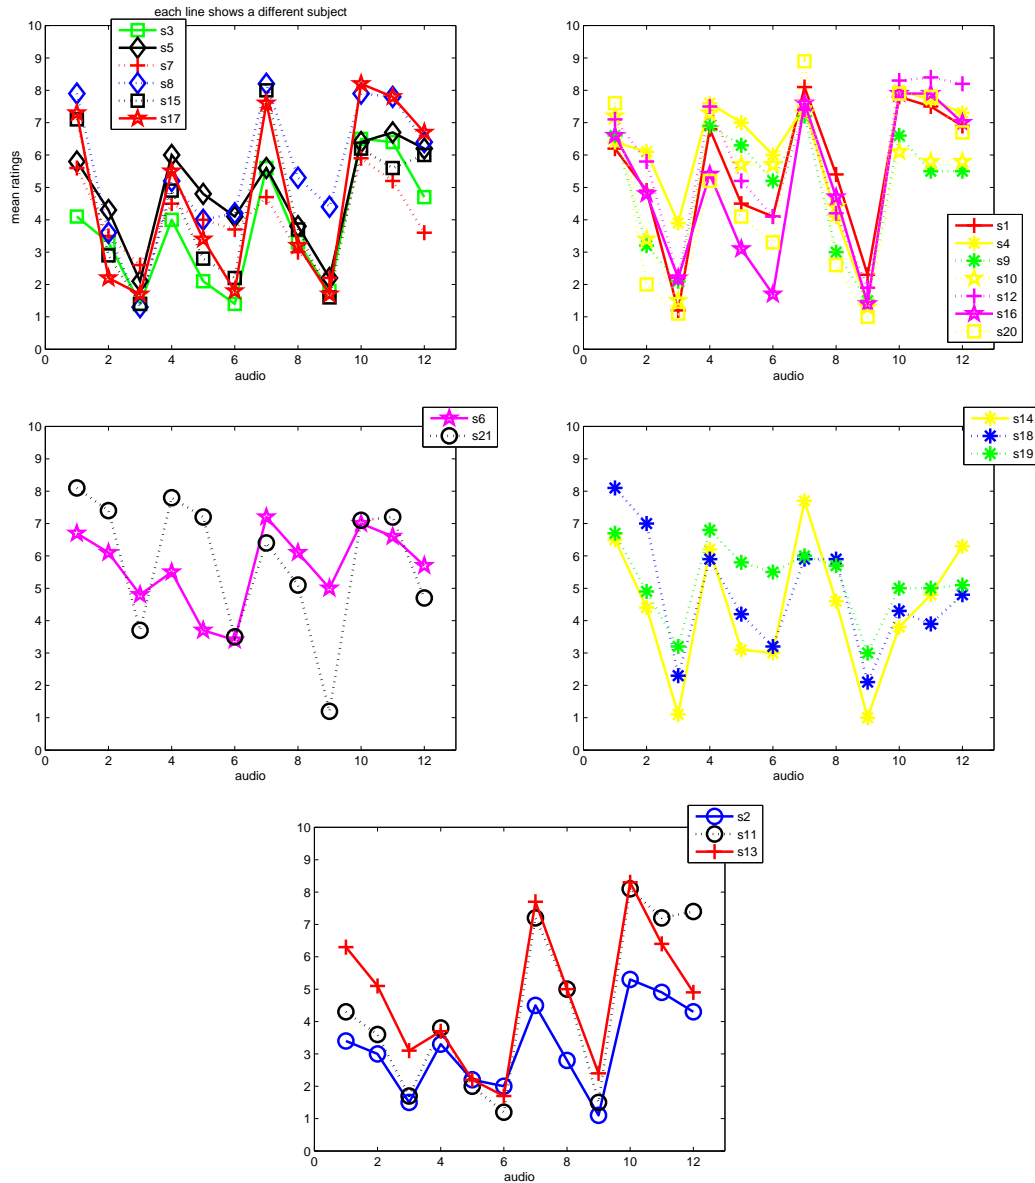 each line shows a different subject
mean ratings
10
9
8
7
6
5
4
3
2
1
0
0 2 4 6 8 10 12
audio
s3
s5
s7
s8
s15
s17
10
9
8
7
6
5
4
3
2
1
0
0 2 4 6 8 10 12
audio
s1
s4
s9
s10
s12
s16
s20
10
9
8
7
6
5
4
3
2
1
0
0 2 4 6 8 10 12
audio
s6
s21
10
9
8
7
6
5
4
3
2
1
0
0 2 4 6 8 10 12
audio
s14
s18
s19
10
9
8
7
6
5
4
3
2
1
0
0 2 4 6 8 10 12
audio
s2
s11
s13